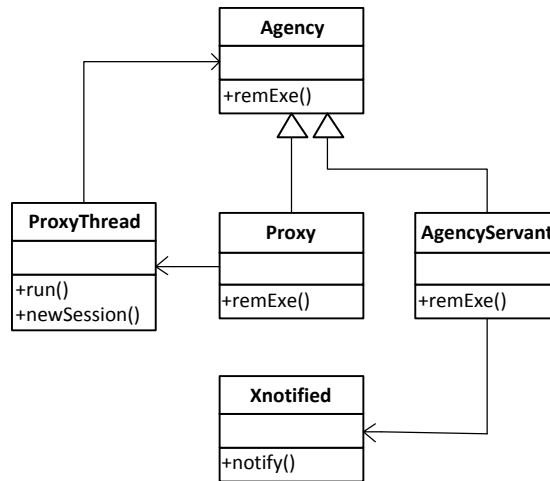 Agency
+remExe()
ProxyThread
+run()
+newSession()
Proxy
+remExe()
AgencyServant
+remExe()
Xnotified
+notify()